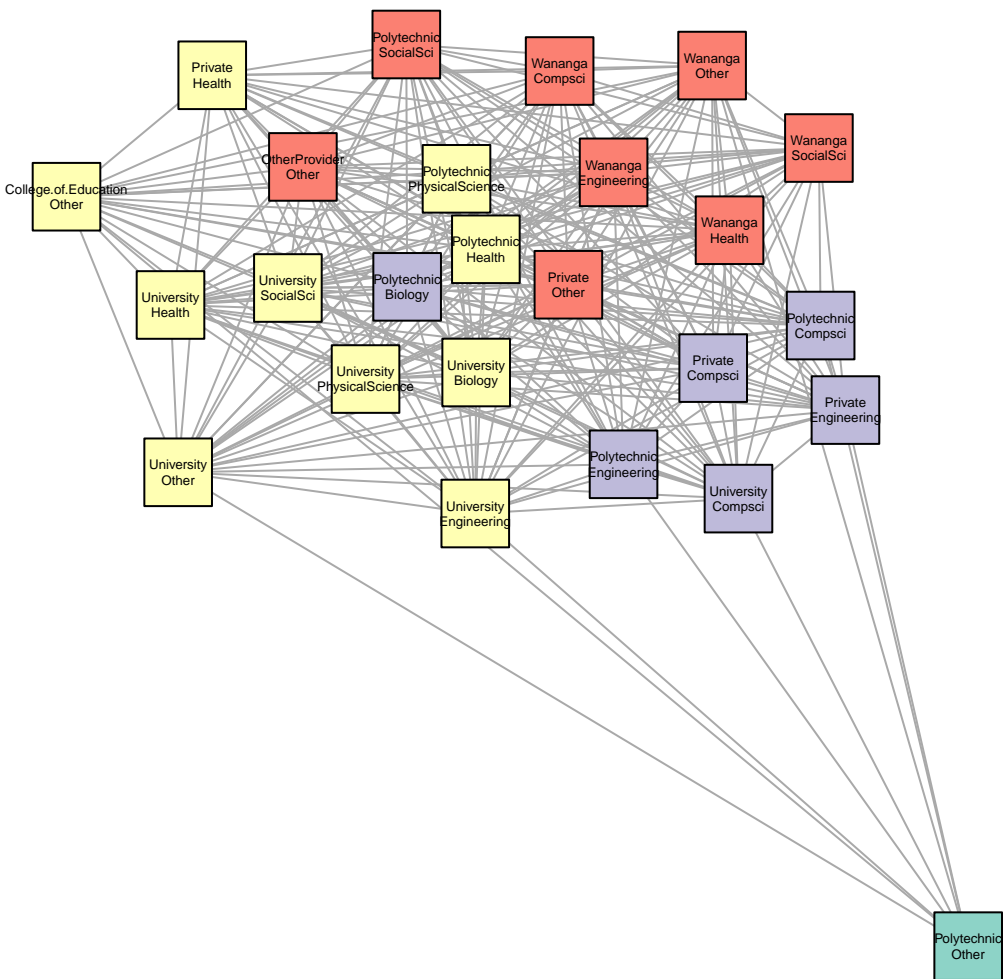 Polytechnic
SocialSci
Private
Health
Wananga
Compsci
Wananga
Other
Wananga
SocialSci
OtherProvider
Other
Polytechnic
PhysicalScience
Wananga
Engineering
College.of.Education
Other
Wananga
Health
Polytechnic
Health
University
Health
University
SocialSci
Polytechnic
Biology
Private
Other
Polytechnic
Compsci
University
PhysicalScience
University
Biology
Private
Compsci
Private
Engineering
University
Other
Polytechnic
Engineering
University
Compsci
University
Engineering
Polytechnic
Other